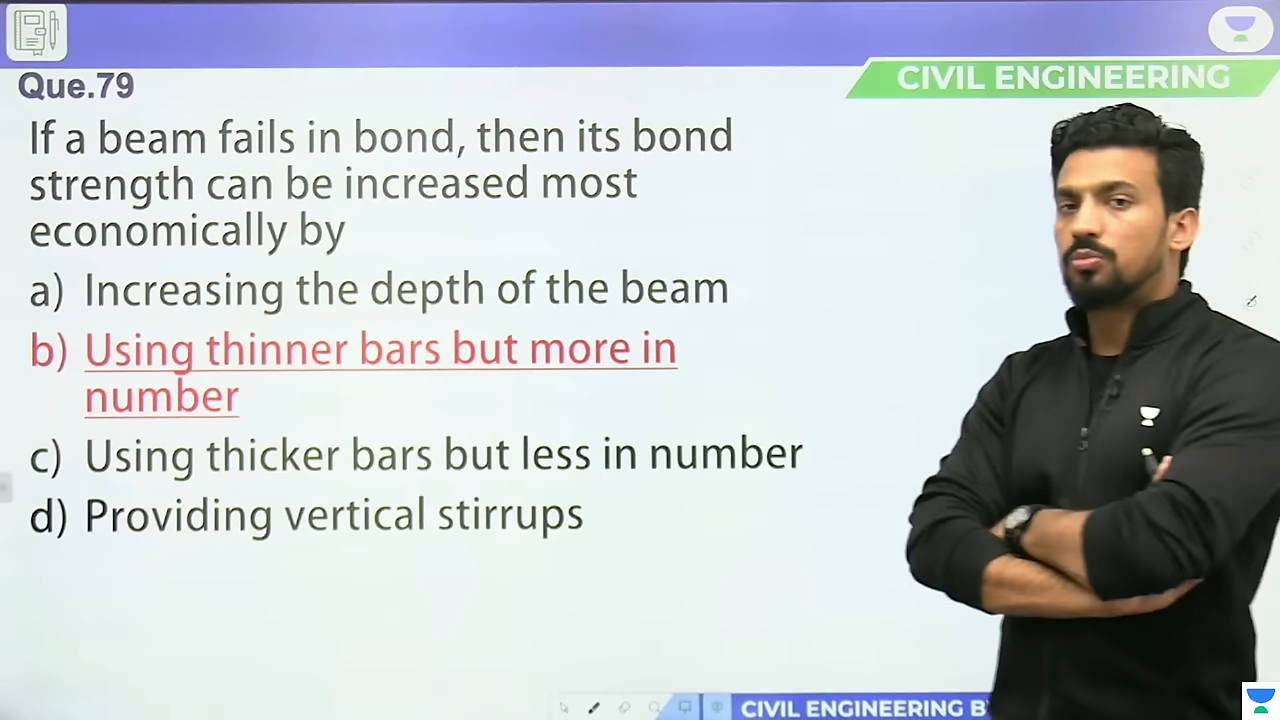 Que.79
CIVIL ENGINEERING
If a beam fails in bond, then its bond
strength can be increased most
economically by
a) Increasing the depth of the beam
b) Using thinner bars but more in
number
c) Using thicker bars but less in number
d) Providing vertical stirrups
CIVIL ENGINEERING B